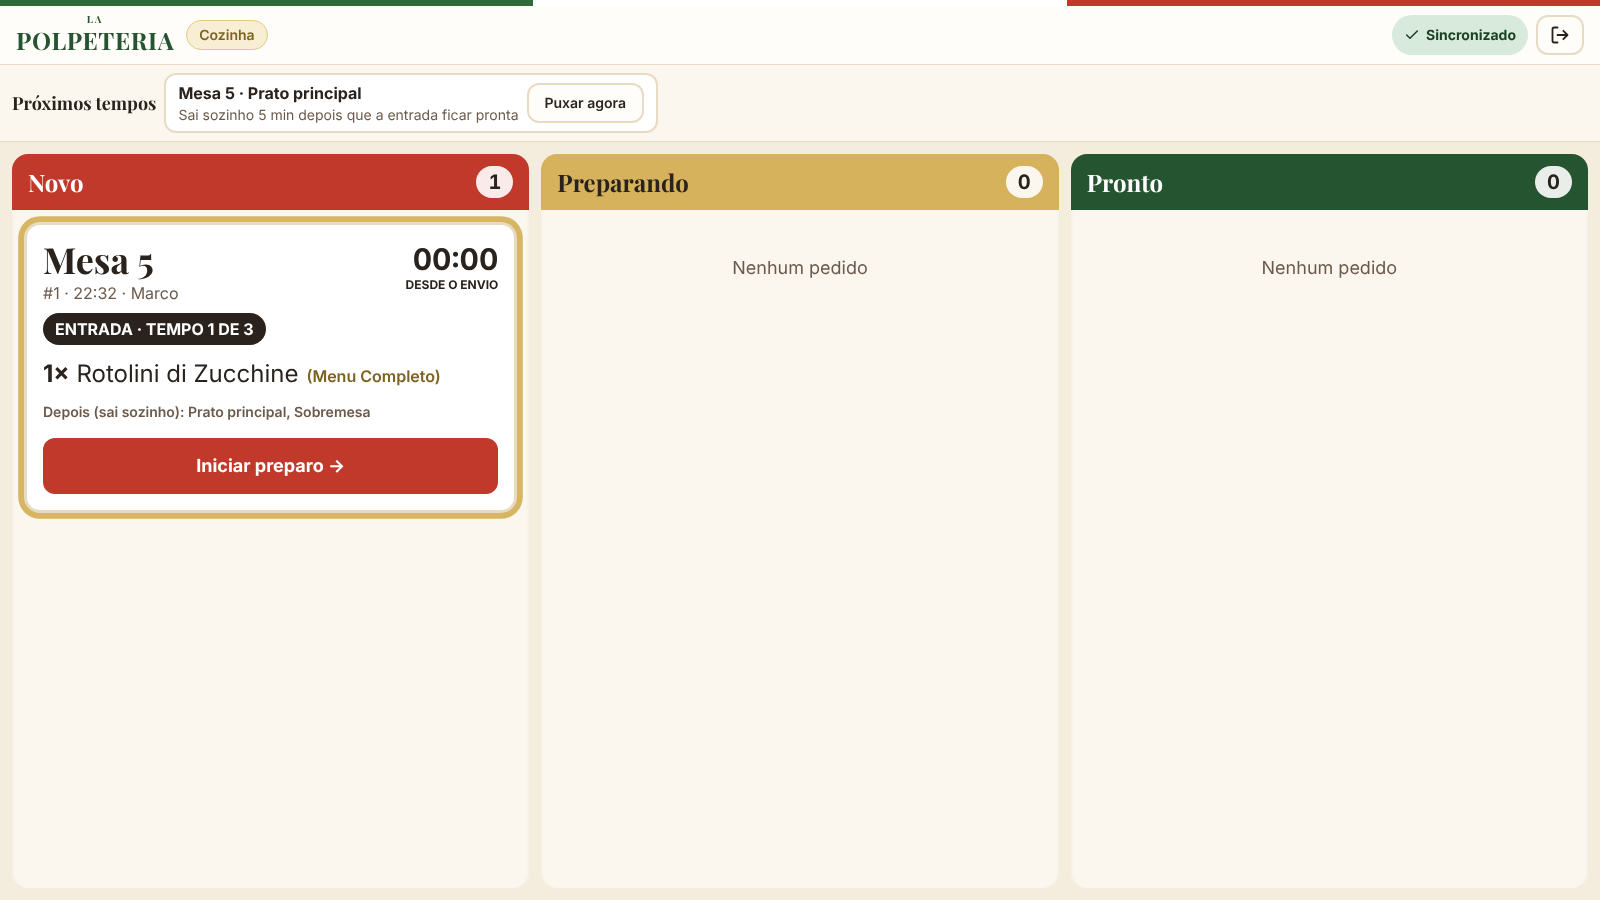 LA
POLPETERIA
Cozinha
Sincronizado
Próximos tempos
Mesa 5 · Prato principal
Sai sozinho 5 min depois que a entrada ficar pronta
Puxar agora
Novo
1
Mesa 5
00:00
#1 · 22:32 · Marco
DESDE O ENVIO
ENTRADA · TEMPO 1 DE 3
1× Rotolini di Zucchine (Menu Completo)
Depois (sai sozinho): Prato principal, Sobremesa
Iniciar preparo →
Preparando
0
Nenhum pedido
Pronto
0
Nenhum pedido